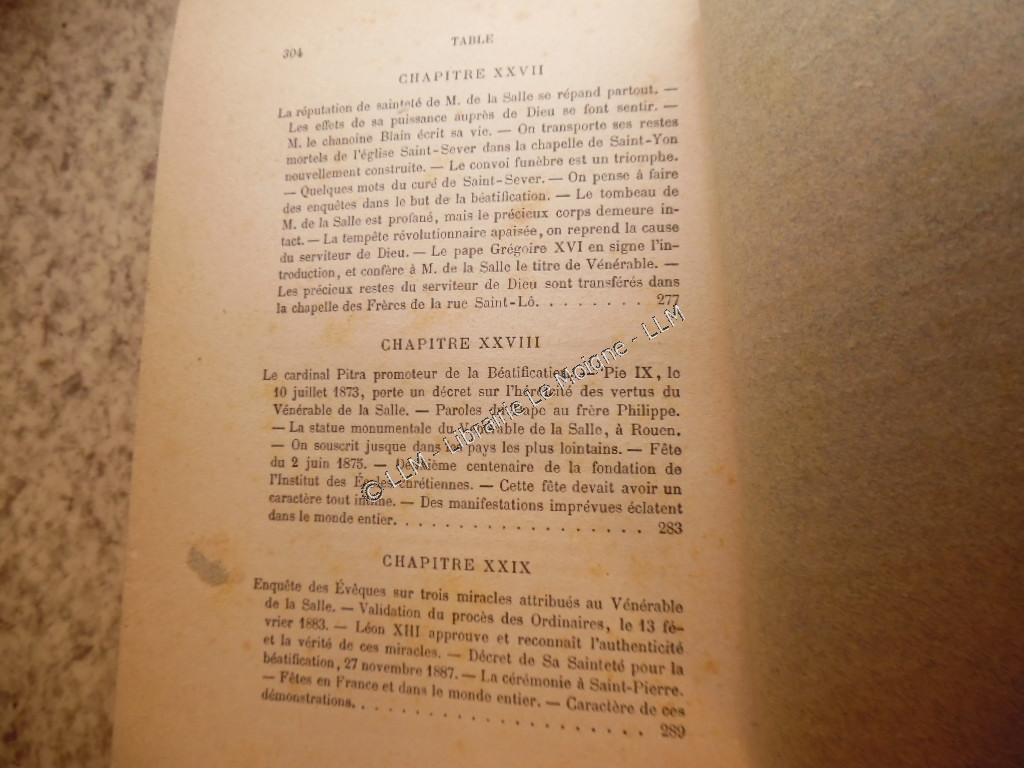 304
TABLE
CHAPITRE XXVII
La réputation de sainteté de M. de la Salle se répand partout. —
Les effets de sa puissance auprès de Dieu se font sentir. —
M. le chanoine Blain écrit sa vie. — On transporte ses restes
mortels de l'église Saint-Sever dans la chapelle de Saint-Yon
nouvellement construite. — Le convoi funèbre est un triomphe.
— Quelques mots du curé de Saint-Sever. — On pense à faire
des enquêtes dans le but de la béatification. — Le tombeau de
M. de la Salle est profané, mais le précieux corps demeure in-
tact. — La tempête révolutionnaire apaisée, on reprend la cause
du serviteur de Dieu. — Le pape Grégoire XVI en signe l'in-
troduction, et confère à M. de la Salle le titre de Vénérable. —
Les précieux restes du serviteur de Dieu sont transférés dans
la chapelle des Frères de la rue Saint-Lô. . . . . . . . . 277
CHAPITRE XXVIII
Le cardinal Pitra promoteur de la Béatification. — Pie IX, le
10 juillet 1873, porte un décret sur l'héroïcité des vertus du
Vénérable de la Salle. — Paroles du Pape au frère Philippe.
— La statue monumentale du Vénérable de la Salle, à Rouen.
— On souscrit jusque dans les pays les plus lointains. — Fête
du 2 juin 1875. — Deuxième centenaire de la fondation de
l'Institut des Écoles chrétiennes. — Cette fête devait avoir un
caractère tout intime. — Des manifestations imprévues éclatent
dans le monde entier. . . . . . . . . . . . . . . . . . 283
CHAPITRE XXIX
Enquête des Évêques sur trois miracles attribués au Vénérable
de la Salle. — Validation du procès des Ordinaires, le 13 fé-
vrier 1883. — Léon XIII approuve et reconnaît l'authenticité
et la vérité de ces miracles. — Décret de Sa Sainteté pour la
béatification, 27 novembre 1887. — La cérémonie à Saint-Pierre.
— Fêtes en France et dans le monde entier. — Caractère de ces
démonstrations. . . . . . . . . . . . . . . . . . . . . 289
© LLM - Librairie Le Moigne - LLM